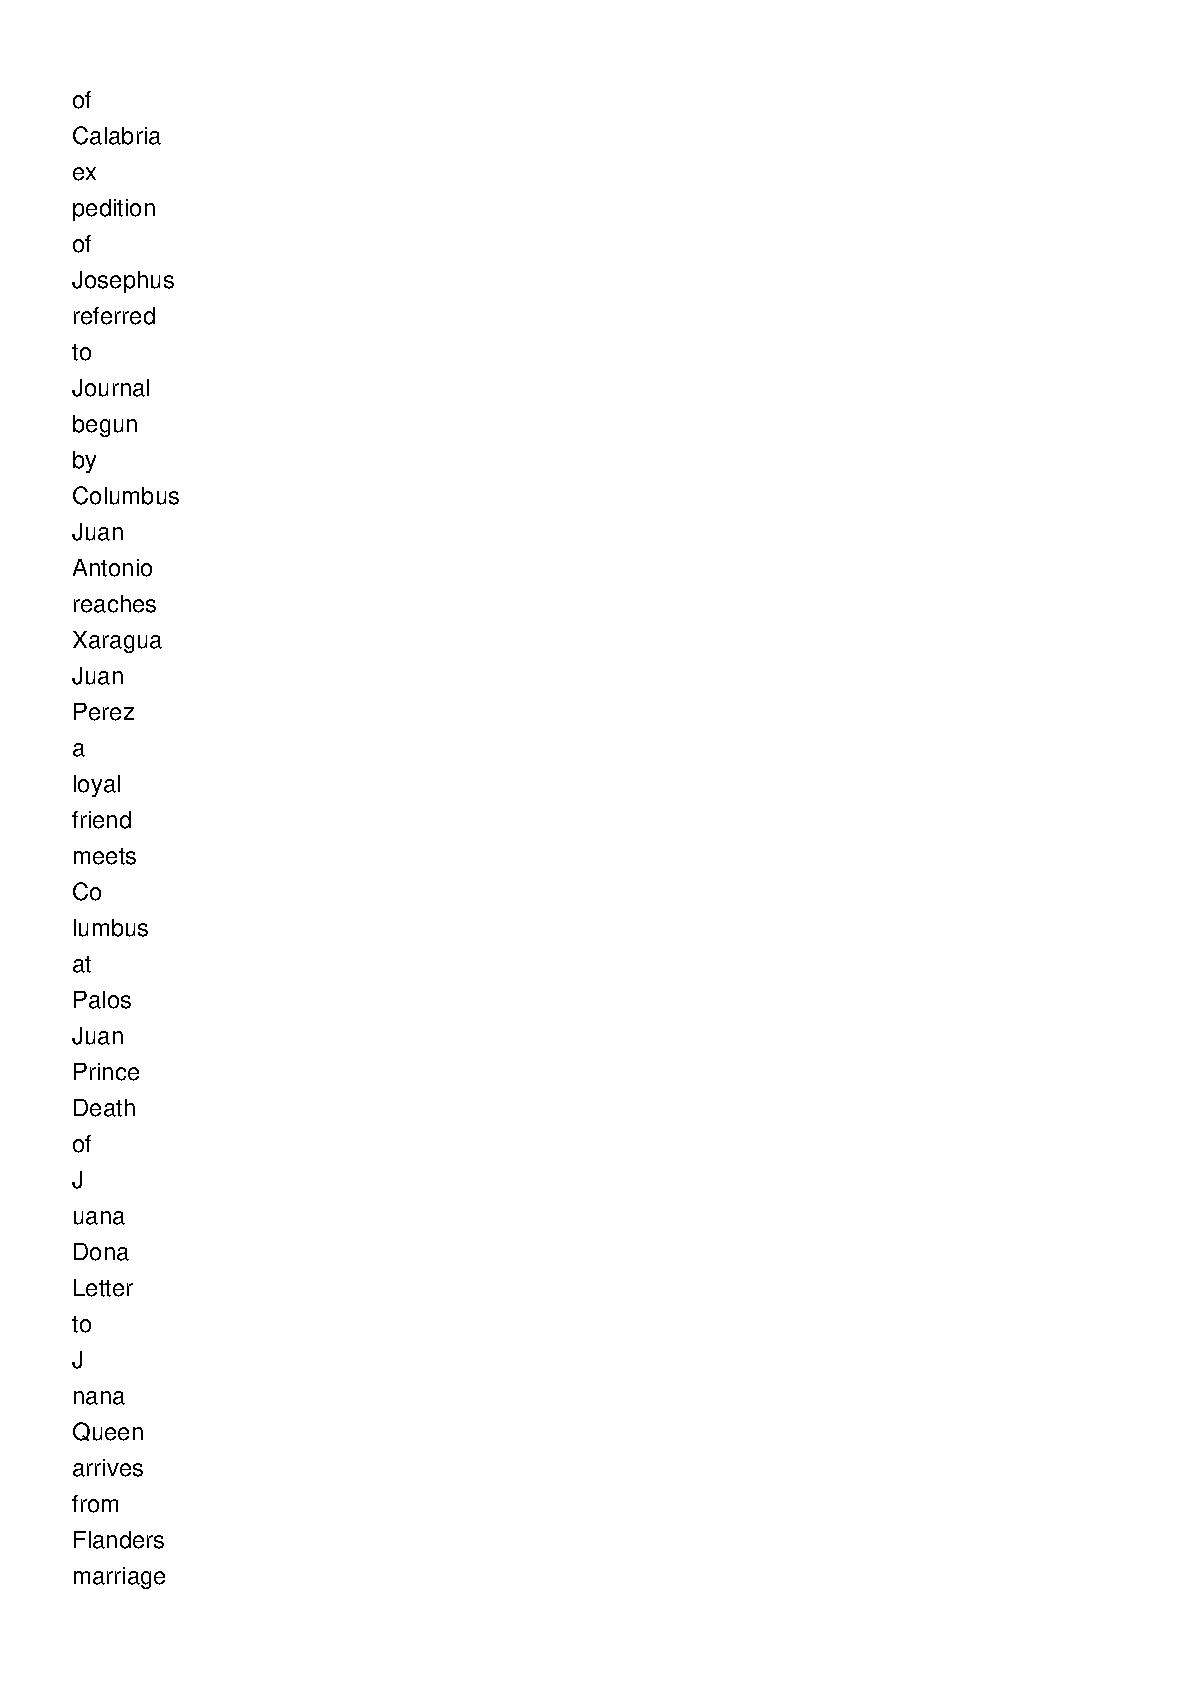 of
Calabria
ex
pedition
of
Josephus
referred
to
Journal
begun
by
Columbus
Juan
Antonio
reaches
Xaragua
Juan
Perez
a
loyal
friend
meets
Co
lumbus
at
Palos
Juan
Prince
Death
of
J
uana
Dona
Letter
to
J
nana
Queen
arrives
from
Flanders
marriage